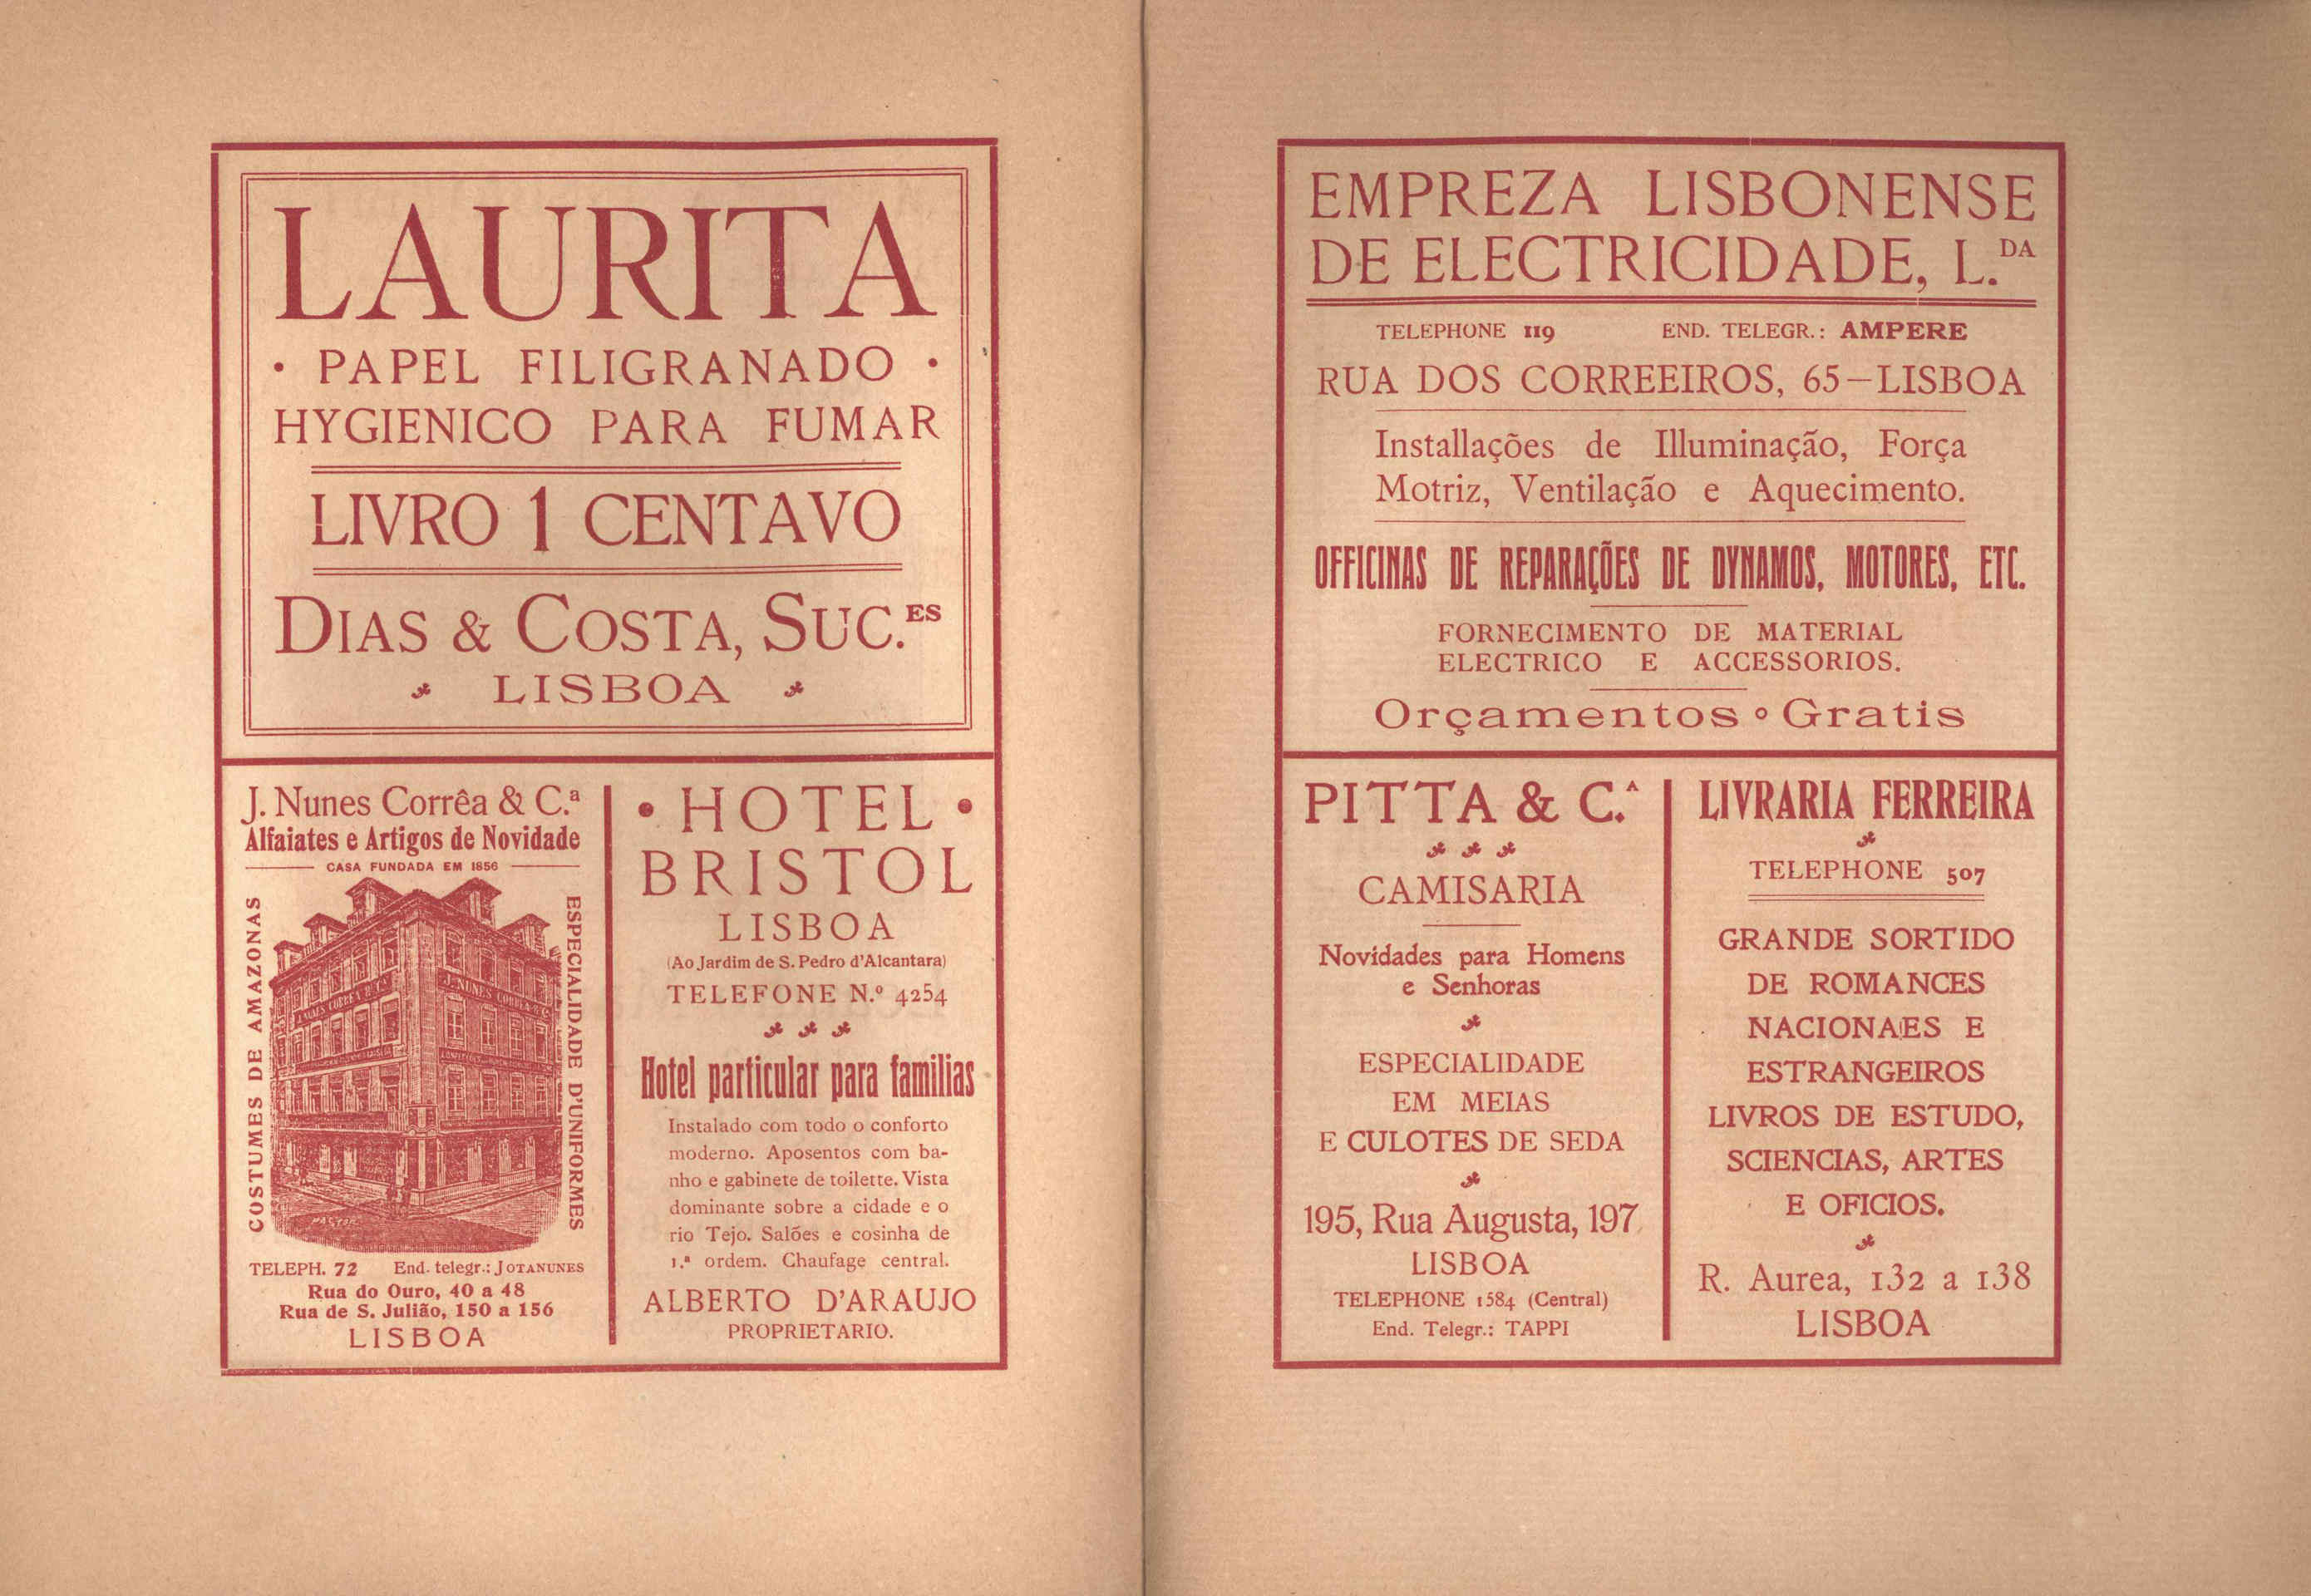 LAURITA
• PAPEL FILIGRANADO •
HYGIENICO PARA FUMAR
LIVRO 1 CENTAVO
DIAS & COSTA, SUC.ES
LISBOA
J. Nunes Corrêa & C.ª
Alfaiates e Artigos de Novidade
CASA FUNDADA EM 1856
COSTUMES DE AMAZONAS
J. NUNES CORREA & Cª
J. NUNES CORREA & Cª
ESPECIALIDADE D'UNIFORMES
TELEPH. 72 End. telegr.: JOTANUNES
Rua do Ouro, 40 a 48
Rua de S. Julião, 150 a 156
LISBOA
• HOTEL •
BRISTOL
LISBOA
(Ao Jardim de S. Pedro d'Alcantara)
TELEFONE N.º 4254
Hotel particular para familias
Instalado com todo o conforto
moderno. Aposentos com ba-
nho e gabinete de toilette. Vista
dominante sobre a cidade e o
rio Tejo. Salões e cosinha de
1.ª ordem. Chaufage central.
ALBERTO D'ARAUJO
PROPRIETARIO.
EMPREZA LISBONENSE
DE ELECTRICIDADE, L.DA
TELEPHONE 119 END. TELEGR.: AMPERE
RUA DOS CORREEIROS, 65—LISBOA
Installações de Illuminação, Força
Motriz, Ventilação e Aquecimento.
OFFICINAS DE REPARAÇÕES DE DYNAMOS, MOTORES, ETC.
FORNECIMENTO DE MATERIAL
ELECTRICO E ACCESSORIOS.
Orçamentos ° Gratis
PITTA & C.ᴬ
CAMISARIA
Novidades para Homens
e Senhoras
ESPECIALIDADE
EM MEIAS
E CULOTES DE SEDA
195, Rua Augusta, 197
LISBOA
TELEPHONE 1584 (Central)
End. Telegr.: TAPPI
LIVRARIA FERREIRA
TELEPHONE 507
GRANDE SORTIDO
DE ROMANCES
NACIONAES E
ESTRANGEIROS
LIVROS DE ESTUDO,
SCIENCIAS, ARTES
E OFICIOS.
R. Aurea, 132 a 138
LISBOA